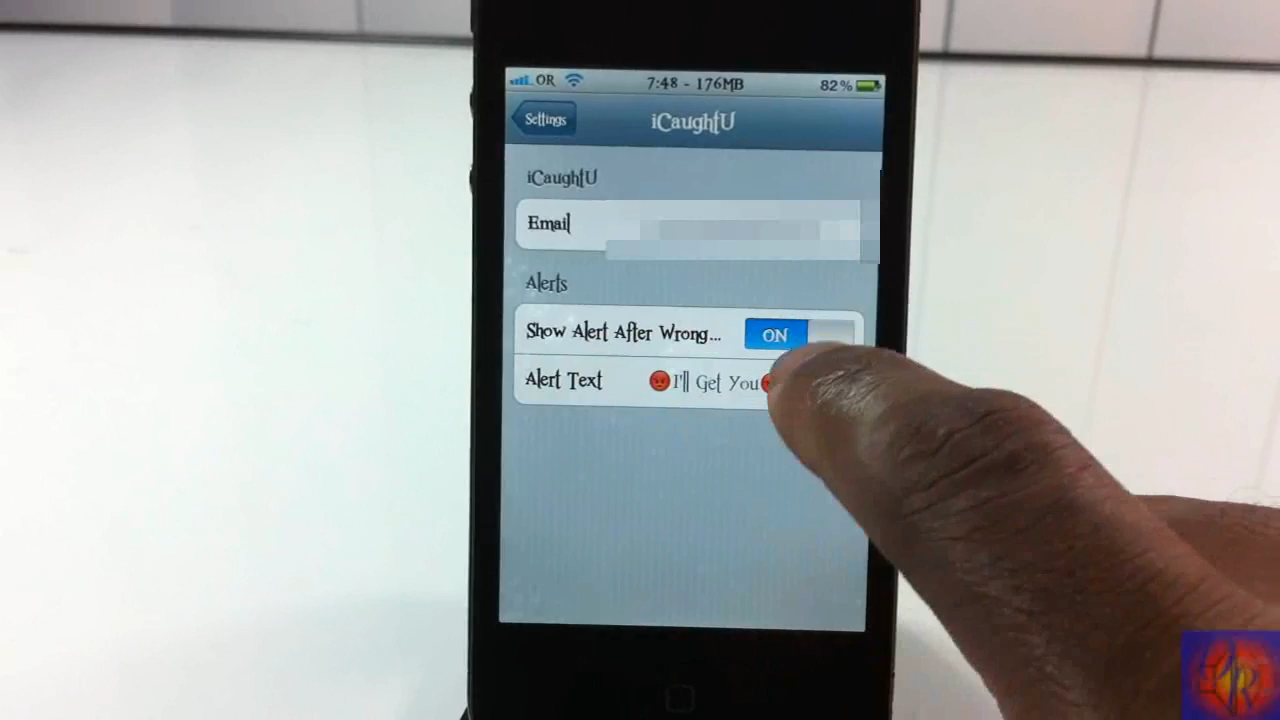 OR 7:48 - 176MB 82%
Settings iCaughtU
iCaughtU
Email
Alerts
Show Alert After Wrong... ON
Alert Text 😡I'll Get You😡